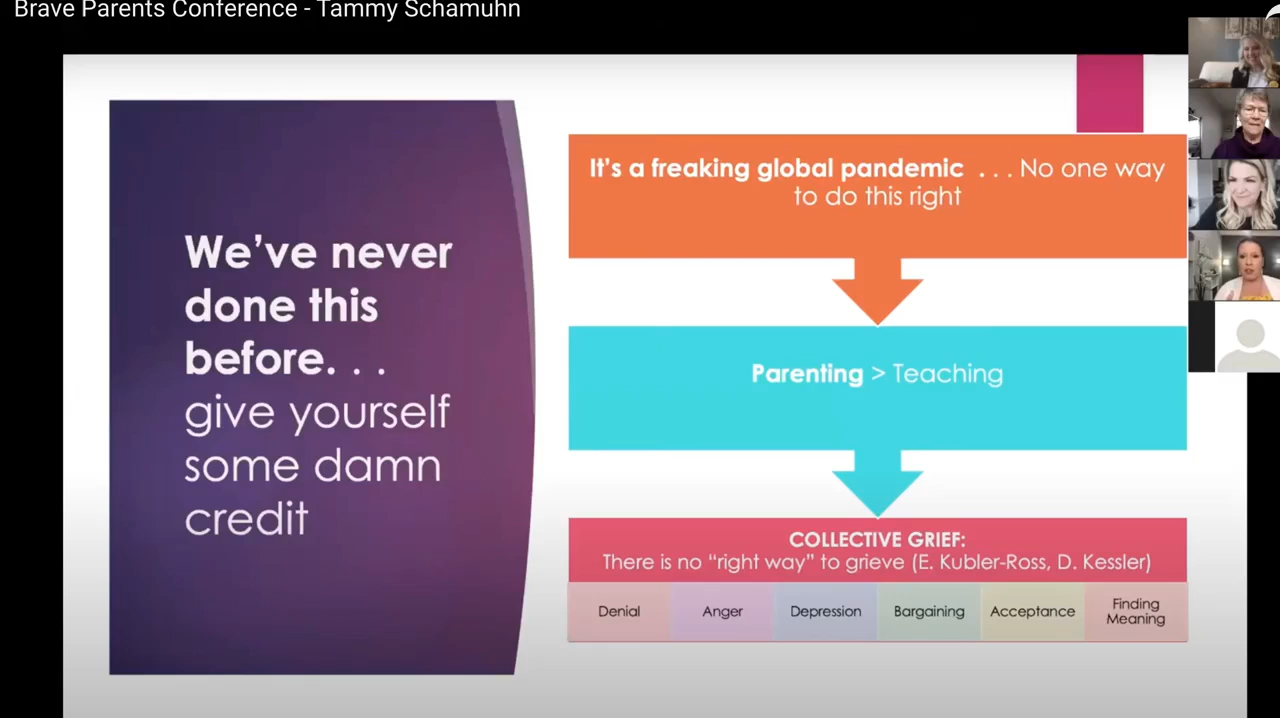 Brave Parents Conference - Tammy Schamuhn
We've never
done this
before. . .
give yourself
some damn
credit
It's a freaking global pandemic . . . No one way
to do this right
Parenting > Teaching
COLLECTIVE GRIEF:
There is no "right way" to grieve (E. Kubler-Ross, D. Kessler)
Denial
Anger
Depression
Bargaining
Acceptance
Finding
Meaning